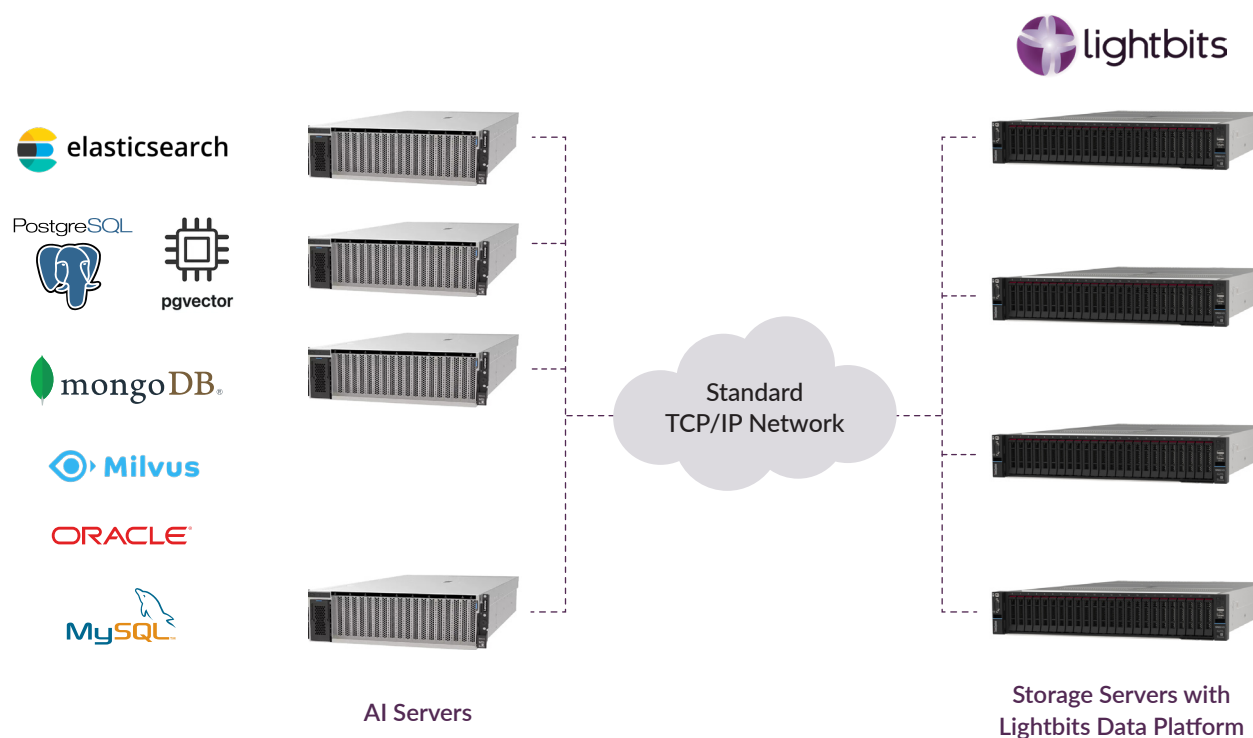 lightbits
elasticsearch
PostgreSQL
pgvector
mongoDB®
Milvus
ORACLE®
MySQL™
Standard
TCP/IP Network
AI Servers
Storage Servers with
Lightbits Data Platform